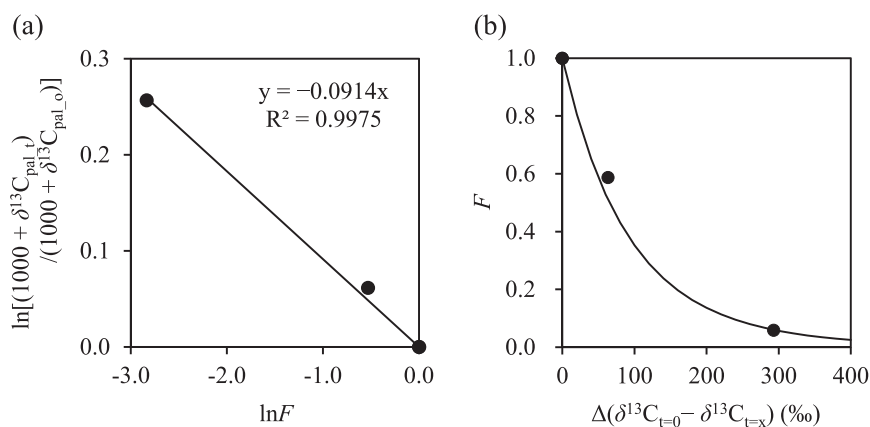 (a)
ln[(1000 + δ¹³C_pal_t)
/(1000 + δ¹³C_pal_o)]
0.3
0.2
0.1
0.0
y = −0.0914x
R² = 0.9975
-3.0 -2.0 -1.0 0.0
lnF
(b)
F
1.0
0.8
0.6
0.4
0.2
0.0
0 100 200 300 400
Δ(δ¹³C_t=0− δ¹³C_t=x) (‰)